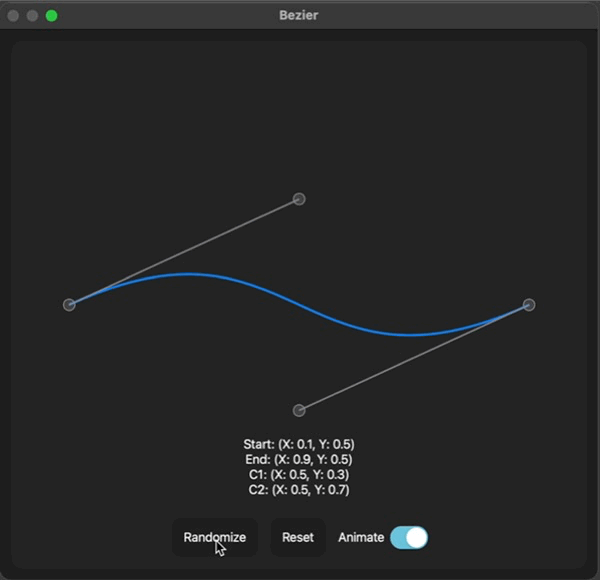 Bezier
Start: (X: 0.1, Y: 0.5)
End: (X: 0.9, Y: 0.5)
C1: (X: 0.5, Y: 0.3)
C2: (X: 0.5, Y: 0.7)
Randomize Reset Animate